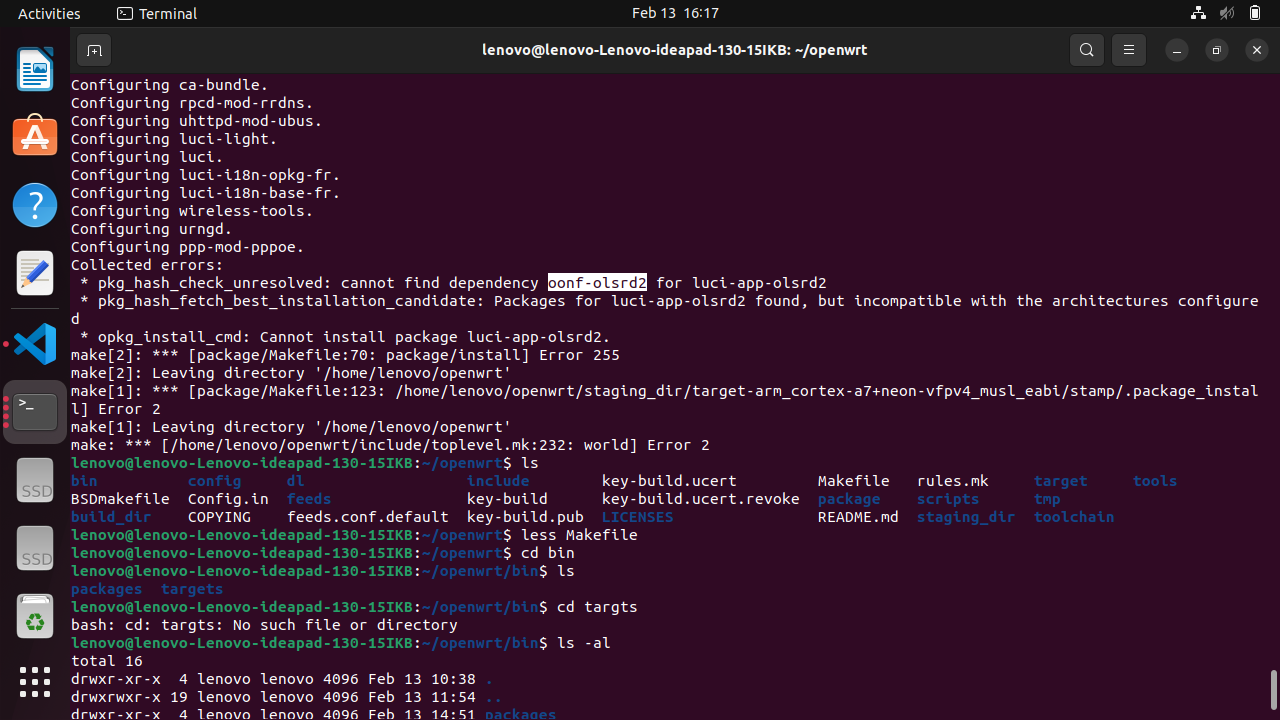 Activities Terminal Feb 13 16:17
lenovo@lenovo-Lenovo-ideapad-130-15IKB: ~/openwrt
Configuring ca-bundle.
Configuring rpcd-mod-rrdns.
Configuring uhttpd-mod-ubus.
Configuring luci-light.
Configuring luci.
Configuring luci-i18n-opkg-fr.
Configuring luci-i18n-base-fr.
Configuring wireless-tools.
Configuring urngd.
Configuring ppp-mod-pppoe.
Collected errors:
 * pkg_hash_check_unresolved: cannot find dependency oonf-olsrd2 for luci-app-olsrd2
 * pkg_hash_fetch_best_installation_candidate: Packages for luci-app-olsrd2 found, but incompatible with the architectures configure
d
 * opkg_install_cmd: Cannot install package luci-app-olsrd2.
make[2]: *** [package/Makefile:70: package/install] Error 255
make[2]: Leaving directory '/home/lenovo/openwrt'
make[1]: *** [package/Makefile:123: /home/lenovo/openwrt/staging_dir/target-arm_cortex-a7+neon-vfpv4_musl_eabi/stamp/.package_instal
l] Error 2
make[1]: Leaving directory '/home/lenovo/openwrt'
make: *** [/home/lenovo/openwrt/include/toplevel.mk:232: world] Error 2
lenovo@lenovo-Lenovo-ideapad-130-15IKB:~/openwrt$ ls
bin config dl include key-build.ucert Makefile rules.mk target tools
BSDmakefile Config.in feeds key-build key-build.ucert.revoke package scripts tmp
build_dir COPYING feeds.conf.default key-build.pub LICENSES README.md staging_dir toolchain
lenovo@lenovo-Lenovo-ideapad-130-15IKB:~/openwrt$ less Makefile
lenovo@lenovo-Lenovo-ideapad-130-15IKB:~/openwrt$ cd bin
lenovo@lenovo-Lenovo-ideapad-130-15IKB:~/openwrt/bin$ ls
packages targets
lenovo@lenovo-Lenovo-ideapad-130-15IKB:~/openwrt/bin$ cd targts
bash: cd: targts: No such file or directory
lenovo@lenovo-Lenovo-ideapad-130-15IKB:~/openwrt/bin$ ls -al
total 16
drwxr-xr-x 4 lenovo lenovo 4096 Feb 13 10:38 .
drwxrwxr-x 19 lenovo lenovo 4096 Feb 13 11:54 ..
drwxr-xr-x 4 lenovo lenovo 4096 Feb 13 14:51 packages
SSD
SSD